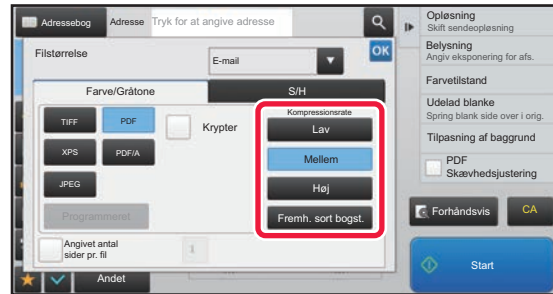 Adressebog
Adresse
Tryk for at angive adresse
Filstørrelse
E-mail
OK
Farve/Gråtone
S/H
TIFF
PDF
Krypter
XPS
PDF/A
JPEG
Programmeret
Kompressionsrate
Lav
Mellem
Høj
Fremh. sort bogst.
Angivet antal
sider pr. fil
1
Andet
Opløsning
Skift sendeopløsning
Belysning
Angiv eksponering for afs.
Farvetilstand
Udelad blanke
Spring blank side over i orig.
Tilpasning af baggrund
PDF
Skævhedsjustering
Forhåndsvis
CA
Start